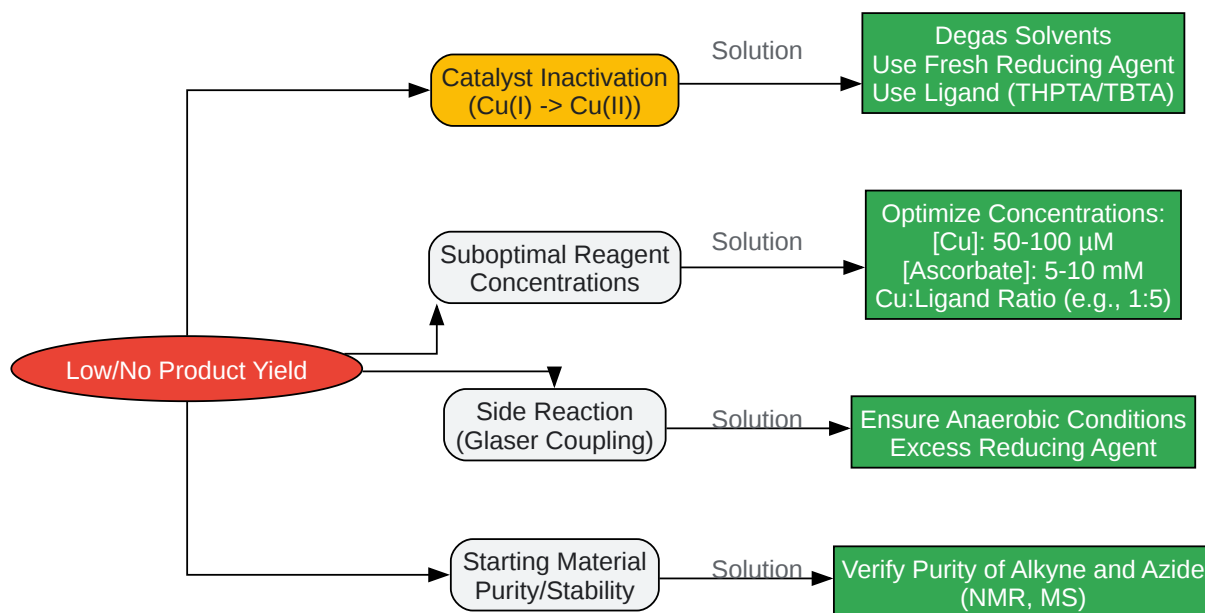 Catalyst Inactivation
(Cu(I) -> Cu(II))
Solution
Degas Solvents
Use Fresh Reducing Agent
Use Ligand (THPTA/TBTA)
Suboptimal Reagent
Concentrations
Solution
Optimize Concentrations:
[Cu]: 50-100 µM
[Ascorbate]: 5-10 mM
Cu:Ligand Ratio (e.g., 1:5)
Low/No Product Yield
Side Reaction
(Glaser Coupling)
Solution
Ensure Anaerobic Conditions
Excess Reducing Agent
Starting Material
Purity/Stability
Solution
Verify Purity of Alkyne and Azide
(NMR, MS)